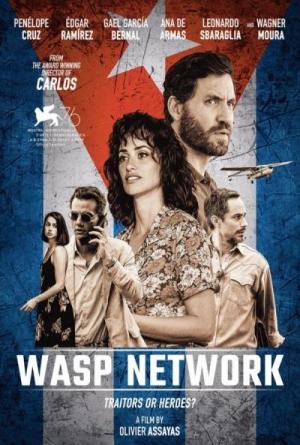 PENÉLOPE ÉDGAR GAEL GARCÍA ANA DE LEONARDO AND WAGNER
CRUZ RAMÍREZ BERNAL ARMAS SBARAGLIA MOURA
FROM THE
AWARD WINNING
DIRECTOR OF
CARLOS
76
WASP NETWORK
TRAITORS OR HEROES?
A FILM BY
OLIVIER ASSAYAS